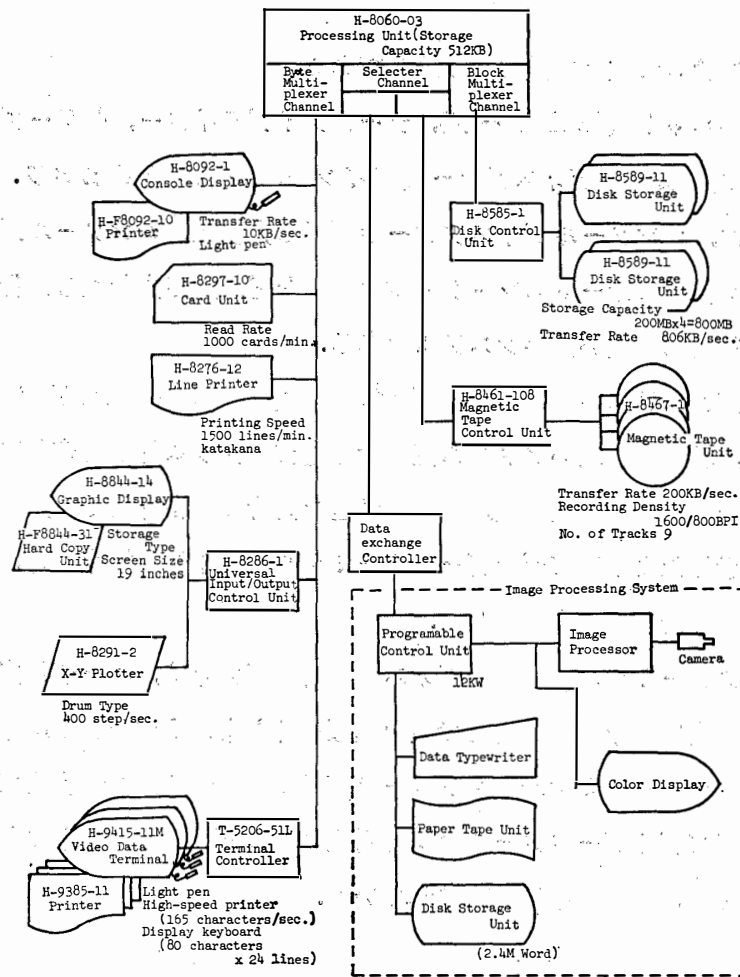 H-8060-03
Processing Unit(Storage
Capacity 512KB)
Byte
Multi-
plexer
Channel
Selecter
Channel
Block
Multi-
plexer
Channel
H-8092-1
Console Display
H-F8092-10
Printer
Transfer Rate
10KB/sec.
Light pen
H-8297-10
Card Unit
Read Rate
1000 cards/min.
H-8276-12
Line Printer
Printing Speed
1500 lines/min.
katakana
H-8844-14
Graphic Display
H-F8844-31
Hard Copy
Unit
Storage
Type
Screen Size
19 inches
H-8286-1
Universal
Input/Output
Control Unit
H-8291-2
X-Y Plotter
Drum Type
400 step/sec.
H-9415-11M
Video Data
Terminal
T-5206-51L
Terminal
Controller
H-9385-11
Printer
Light pen
High-speed printer
(165 characters/sec.)
Display keyboard
(80 characters
x 24 lines)
H-8585-1
Disk Control
Unit
H-8589-11
Disk Storage
Unit
H-8589-11
Disk Storage
Unit
Storage Capacity
200MBx4=800MB
Transfer Rate 806KB/sec.
H-8461-108
Magnetic
Tape
Control Unit
H-8467-1
Magnetic Tape
Unit
Transfer Rate 200KB/sec.
Recording Density
1600/800BPI
No. of Tracks 9
Data
exchange
Controller
Image Processing System
Programable
Control Unit
12KW
Image
Processor
Camera
Data Typewriter
Color Display
Paper Tape Unit
Disk Storage
Unit
(2.4M Word)